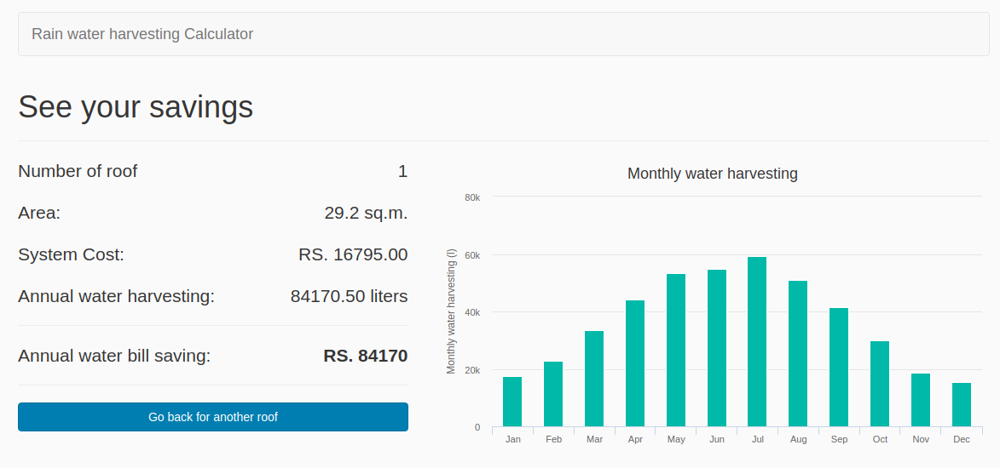 Rain water harvesting Calculator
See your savings
Number of roof 1
Area: 29.2 sq.m.
System Cost: RS. 16795.00
Annual water harvesting: 84170.50 liters
Annual water bill saving: RS. 84170
Go back for another roof
Monthly water harvesting
Monthly water harvesting (l)
80k
60k
40k
20k
0
Jan Feb Mar Apr May Jun Jul Aug Sep Oct Nov Dec